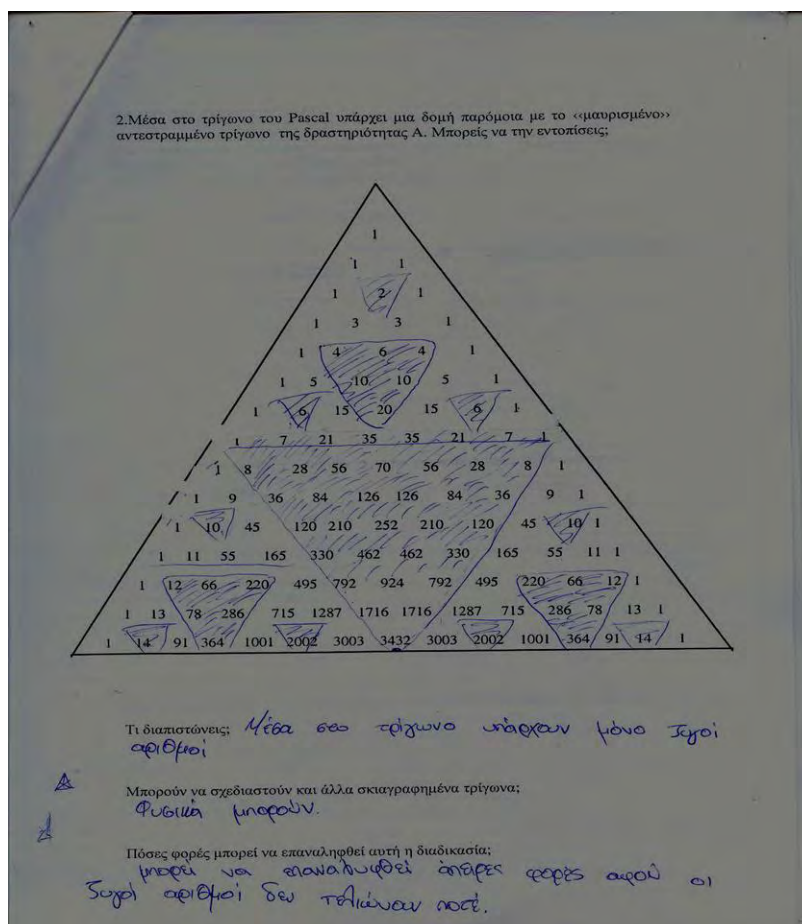 2.Μέσα στο τρίγωνο του Pascal υπάρχει μια δομή παρόμοια με το ‹‹μαυρισμένο››
αντεστραμμένο τρίγωνο της δραστηριότητας Α. Μπορείς να την εντοπίσεις;
1
1 1
1 2 1
1 3 3 1
1 4 6 4 1
1 5 10 10 5 1
1 6 15 20 15 6 1
1 7 21 35 35 21 7 1
1 8 28 56 70 56 28 8 1
1 9 36 84 126 126 84 36 9 1
1 10 45 120 210 252 210 120 45 10 1
1 11 55 165 330 462 462 330 165 55 11 1
1 12 66 220 495 792 924 792 495 220 66 12 1
1 13 78 286 715 1287 1716 1716 1287 715 286 78 13 1
1 14 91 364 1001 2002 3003 3432 3003 2002 1001 364 91 14 1
Τι διαπιστώνεις; Μέσα στο τρίγωνο υπάρχουν μόνο ζυγοί
αριθμοί
Μπορούν να σχεδιαστούν και άλλα σκιαγραφημένα τρίγωνα;
Φυσικά μπορούν.
Πόσες φορές μπορεί να επαναληφθεί αυτή η διαδικασία;
μπορεί να επαναληφθεί άπειρες φορές αφού οι
ζυγοί αριθμοί δεν τελιώνουν ποτέ.